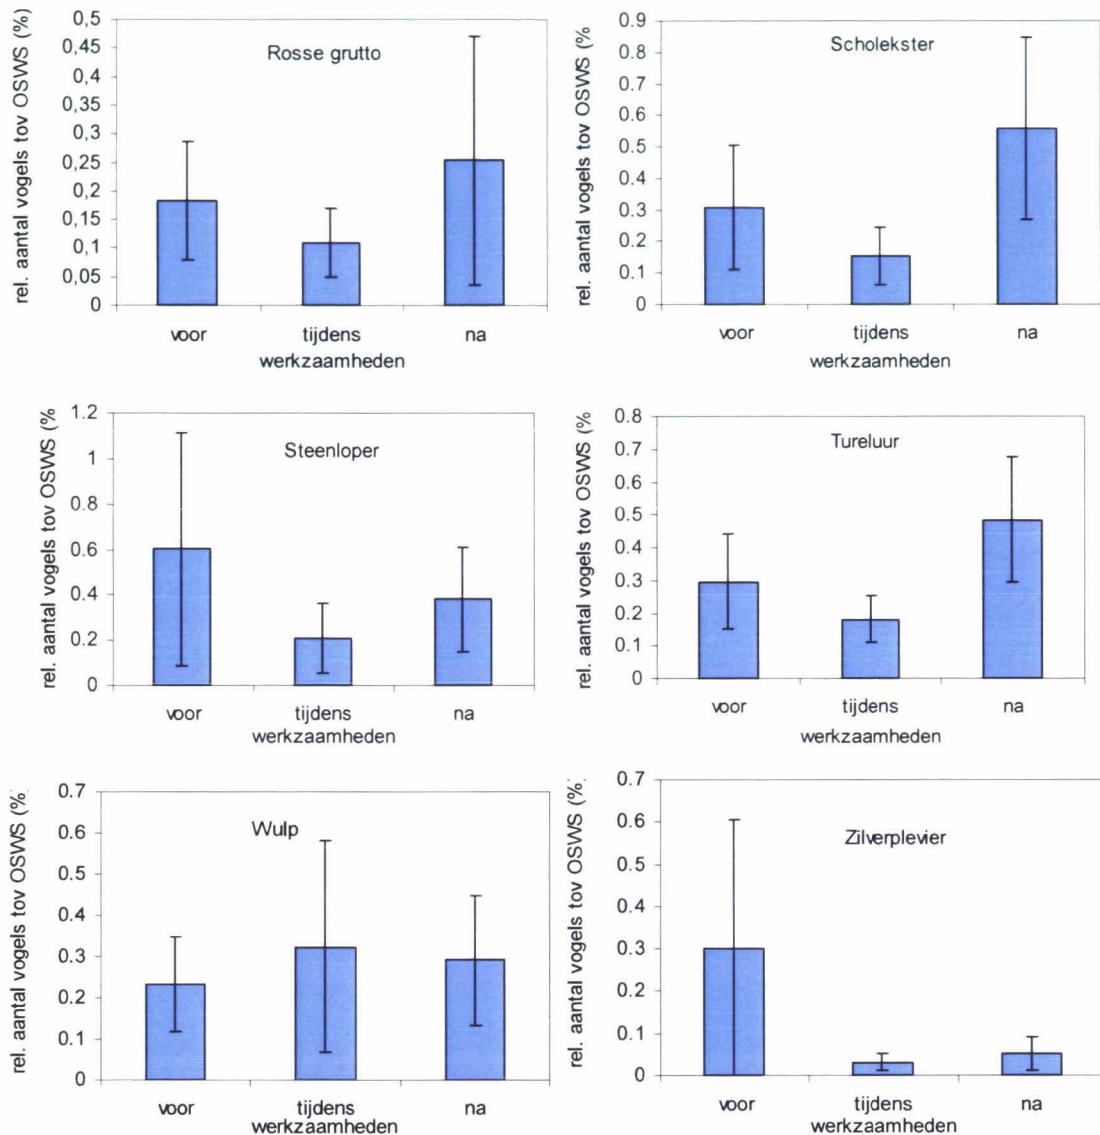 rel. aantal vogels tov OSWS (%)
Rosse grutto
0,5
0,45
0,4
0,35
0,3
0,25
0,2
0,15
0,1
0,05
0
voor tijdens na
werkzaamheden
rel. aantal vogels tov OSWS (%
Scholekster
0.9
0.8
0.7
0.6
0.5
0.4
0.3
0.2
0.1
0
voor tijdens na
werkzaamheden
rel. aantal vogels tov OSWS (%
Steenloper
1.2
1
0.8
0.6
0.4
0.2
0
voor tijdens na
werkzaamheden
rel. aantal vogels tov OSWS (%
Tureluur
0.8
0.7
0.6
0.5
0.4
0.3
0.2
0.1
0
voor tijdens na
werkzaamheden
rel. aantal vogels tov OSWS (%
Wulp
0.7
0.6
0.5
0.4
0.3
0.2
0.1
0
voor tijdens na
werkzaamheden
rel. aantal vogels tov OSWS (%
Zilverplevier
0.7
0.6
0.5
0.4
0.3
0.2
0.1
0
voor tijdens na
werkzaamheden